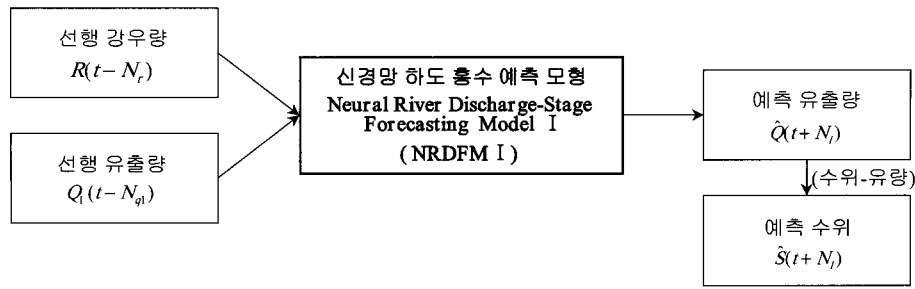 선행 강우량
R(t − N_r)
선행 유출량
Q_1(t − N_{q1})
신경망 하도 홍수 예측 모형
Neural River Discharge-Stage
Forecasting Model Ⅰ
( NRDFM Ⅰ )
예측 유출량
Q̂(t + N_l)
(수위-유량)
예측 수위
Ŝ(t + N_l)